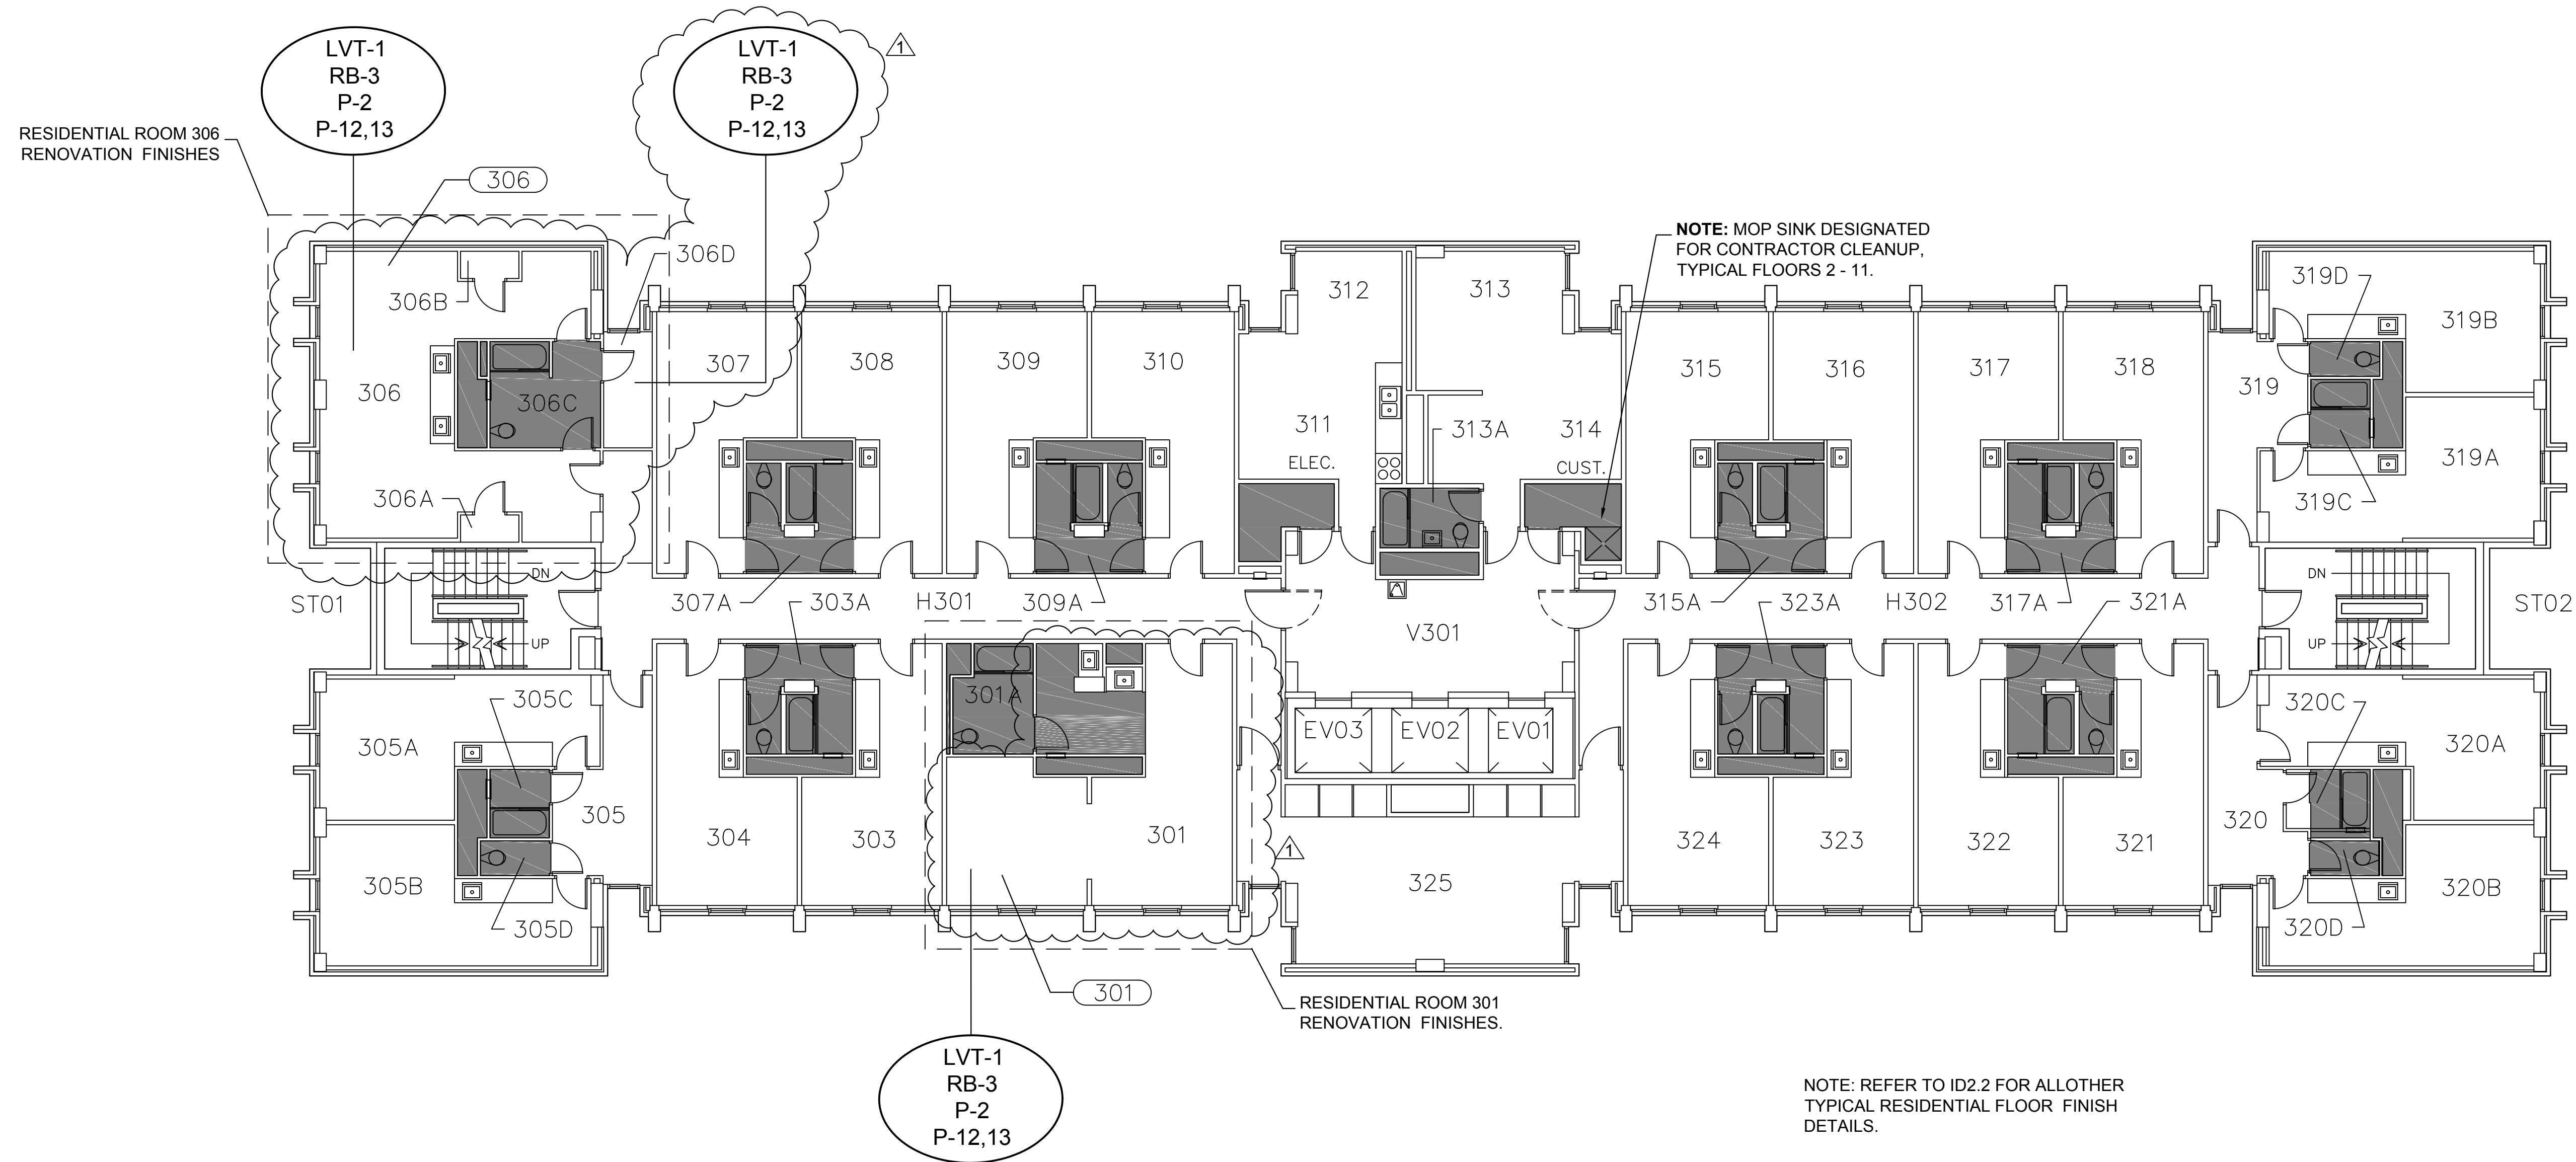 LVT-1
RB-3
P-2
P-12,13
LVT-1
RB-3
P-2
P-12,13
1
RESIDENTIAL ROOM 306
RENOVATION FINISHES
306
306D
NOTE: MOP SINK DESIGNATED
FOR CONTRACTOR CLEANUP,
TYPICAL FLOORS 2 - 11.
306B
312
313
319D
319B
307
308
309
310
315
316
317
318
319
306
306C
311
313A
314
319A
ELEC.
CUST.
306A
319C
DN
DN
ST01
307A
303A
H301
309A
315A
323A
H302
317A
321A
ST02
UP
V301
UP
305C
301A
320C
305A
EV03
EV02
EV01
320A
305
304
303
301
324
323
322
321
320
1
305B
325
320B
305D
320D
301
RESIDENTIAL ROOM 301
RENOVATION FINISHES.
LVT-1
RB-3
P-2
P-12,13
NOTE: REFER TO ID2.2 FOR ALLOTHER
TYPICAL RESIDENTIAL FLOOR FINISH
DETAILS.